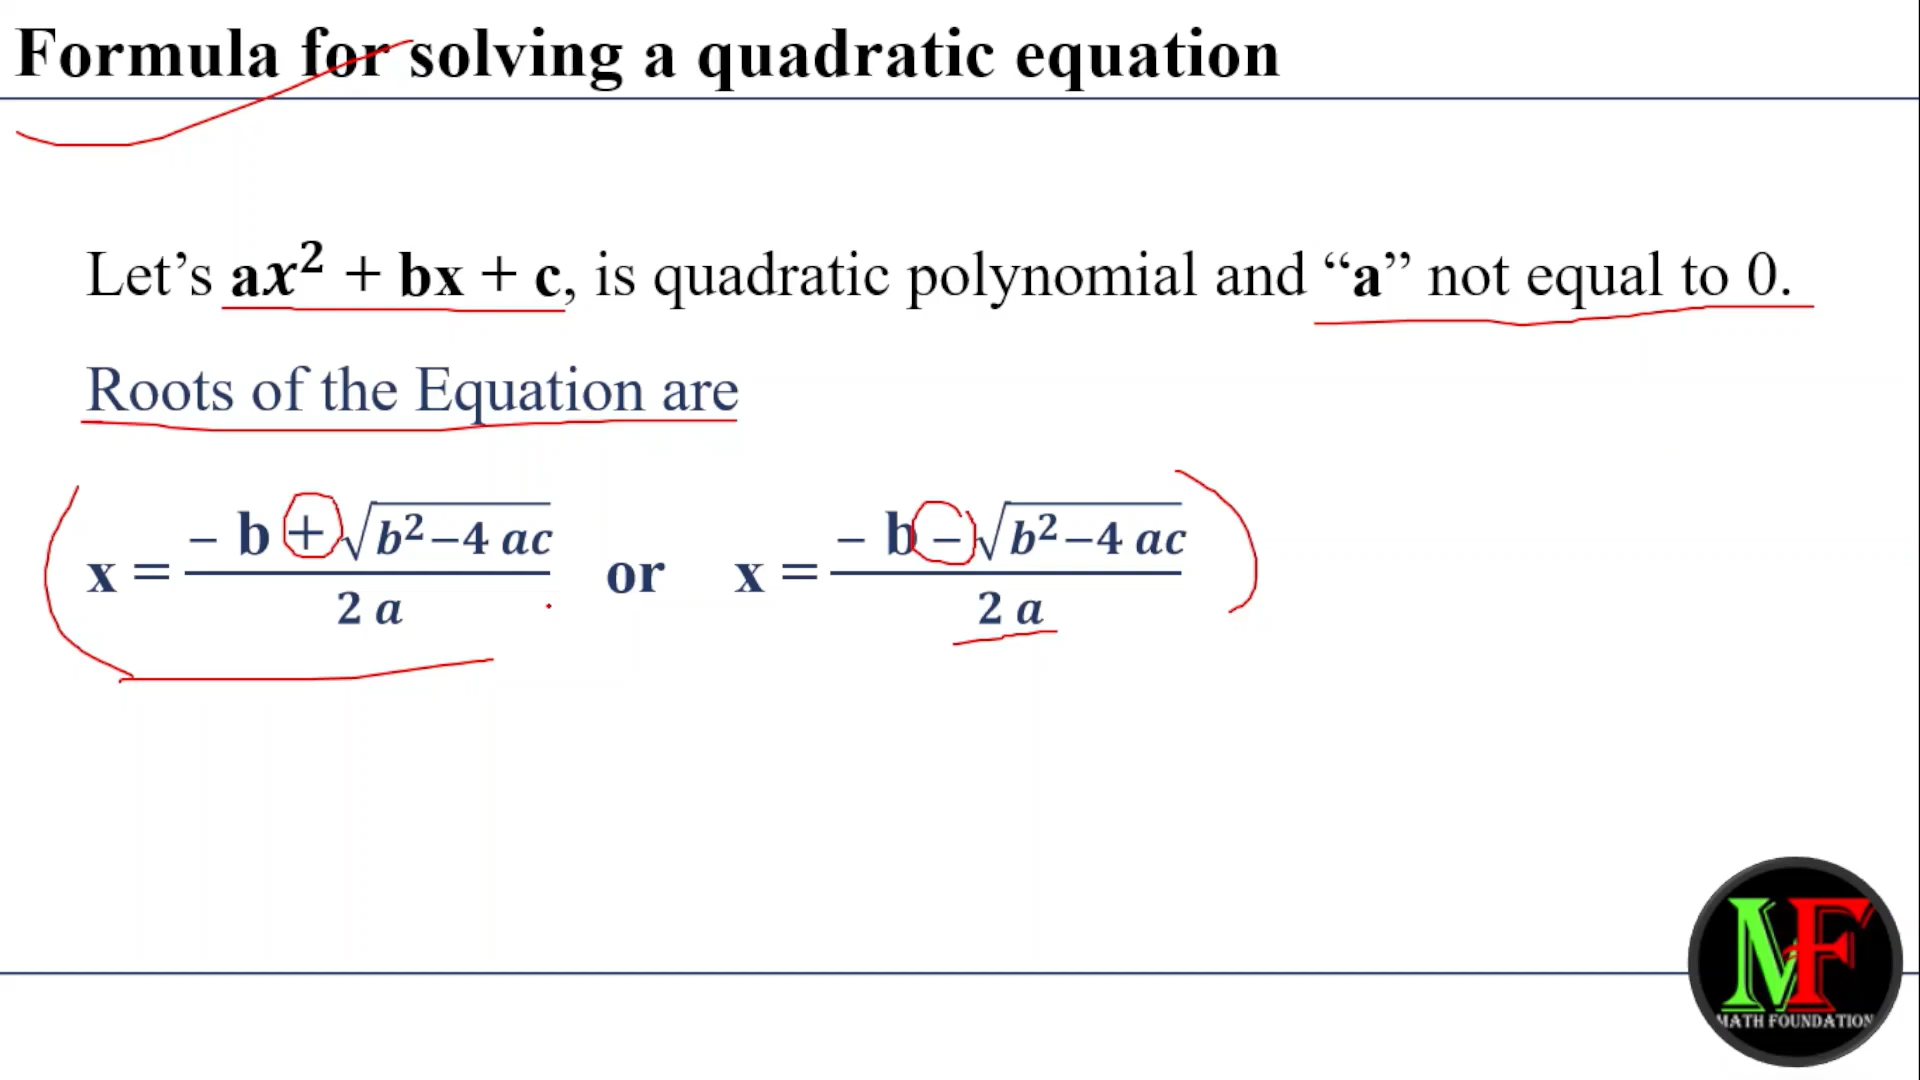 Formula for solving a quadratic equation
Let’s ax² + bx + c, is quadratic polynomial and “a” not equal to 0.
Roots of the Equation are
x = (– b + √(b²–4 ac)) / (2 a) or x = (– b – √(b²–4 ac)) / (2 a)
MF
MATH FOUNDATION